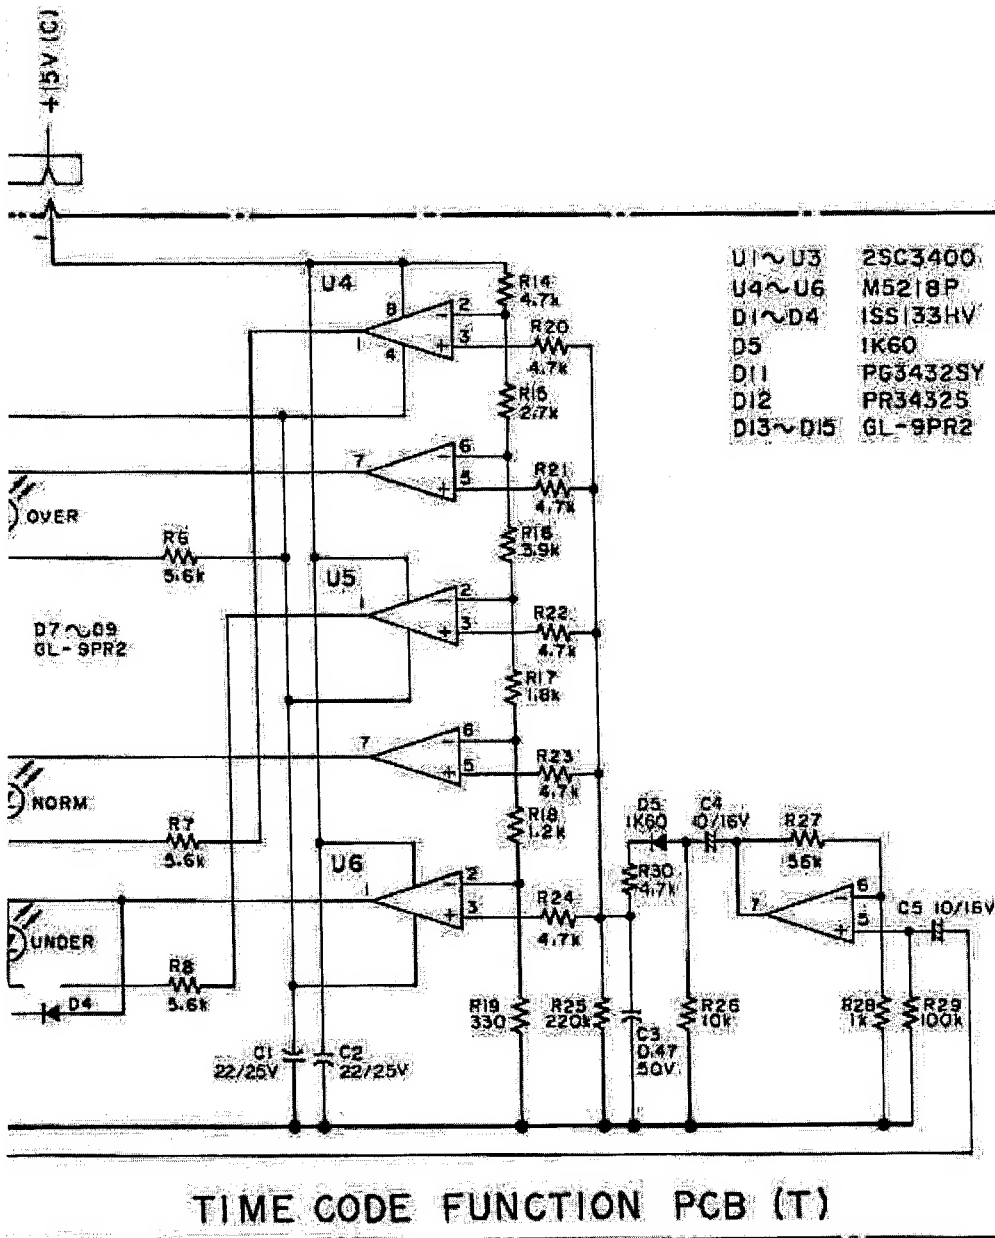 +15V (C)
1
U1~U3 2SC3400
U4~U6 M5218P
D1~D4 ISS133HV
D5 1K60
D11 PG3432SY
D12 PR3432S
D13~D15 GL-9PR2
U4
8
2
3
1
4
R14
4.7k
R20
4.7k
R15
2.7k
7
6
5
R21
4.7k
OVER
R6
5.6k
R16
3.9k
U5
1
2
3
R22
4.7k
D7~D9
GL-9PR2
R17
1.8k
7
6
5
R23
4.7k
NORM
R7
5.6k
R18
1.2k
D5
1K60
C4
10/16V
R27
56k
U6
1
2
3
R30
4.7k
R24
4.7k
7
6
5
C5 10/16V
UNDER
R8
5.6k
D4
R19
330
R25
220k
C3
0.47
50V
R26
10k
R28
1k
R29
100k
C1
22/25V
C2
22/25V
TIME CODE FUNCTION PCB (T)